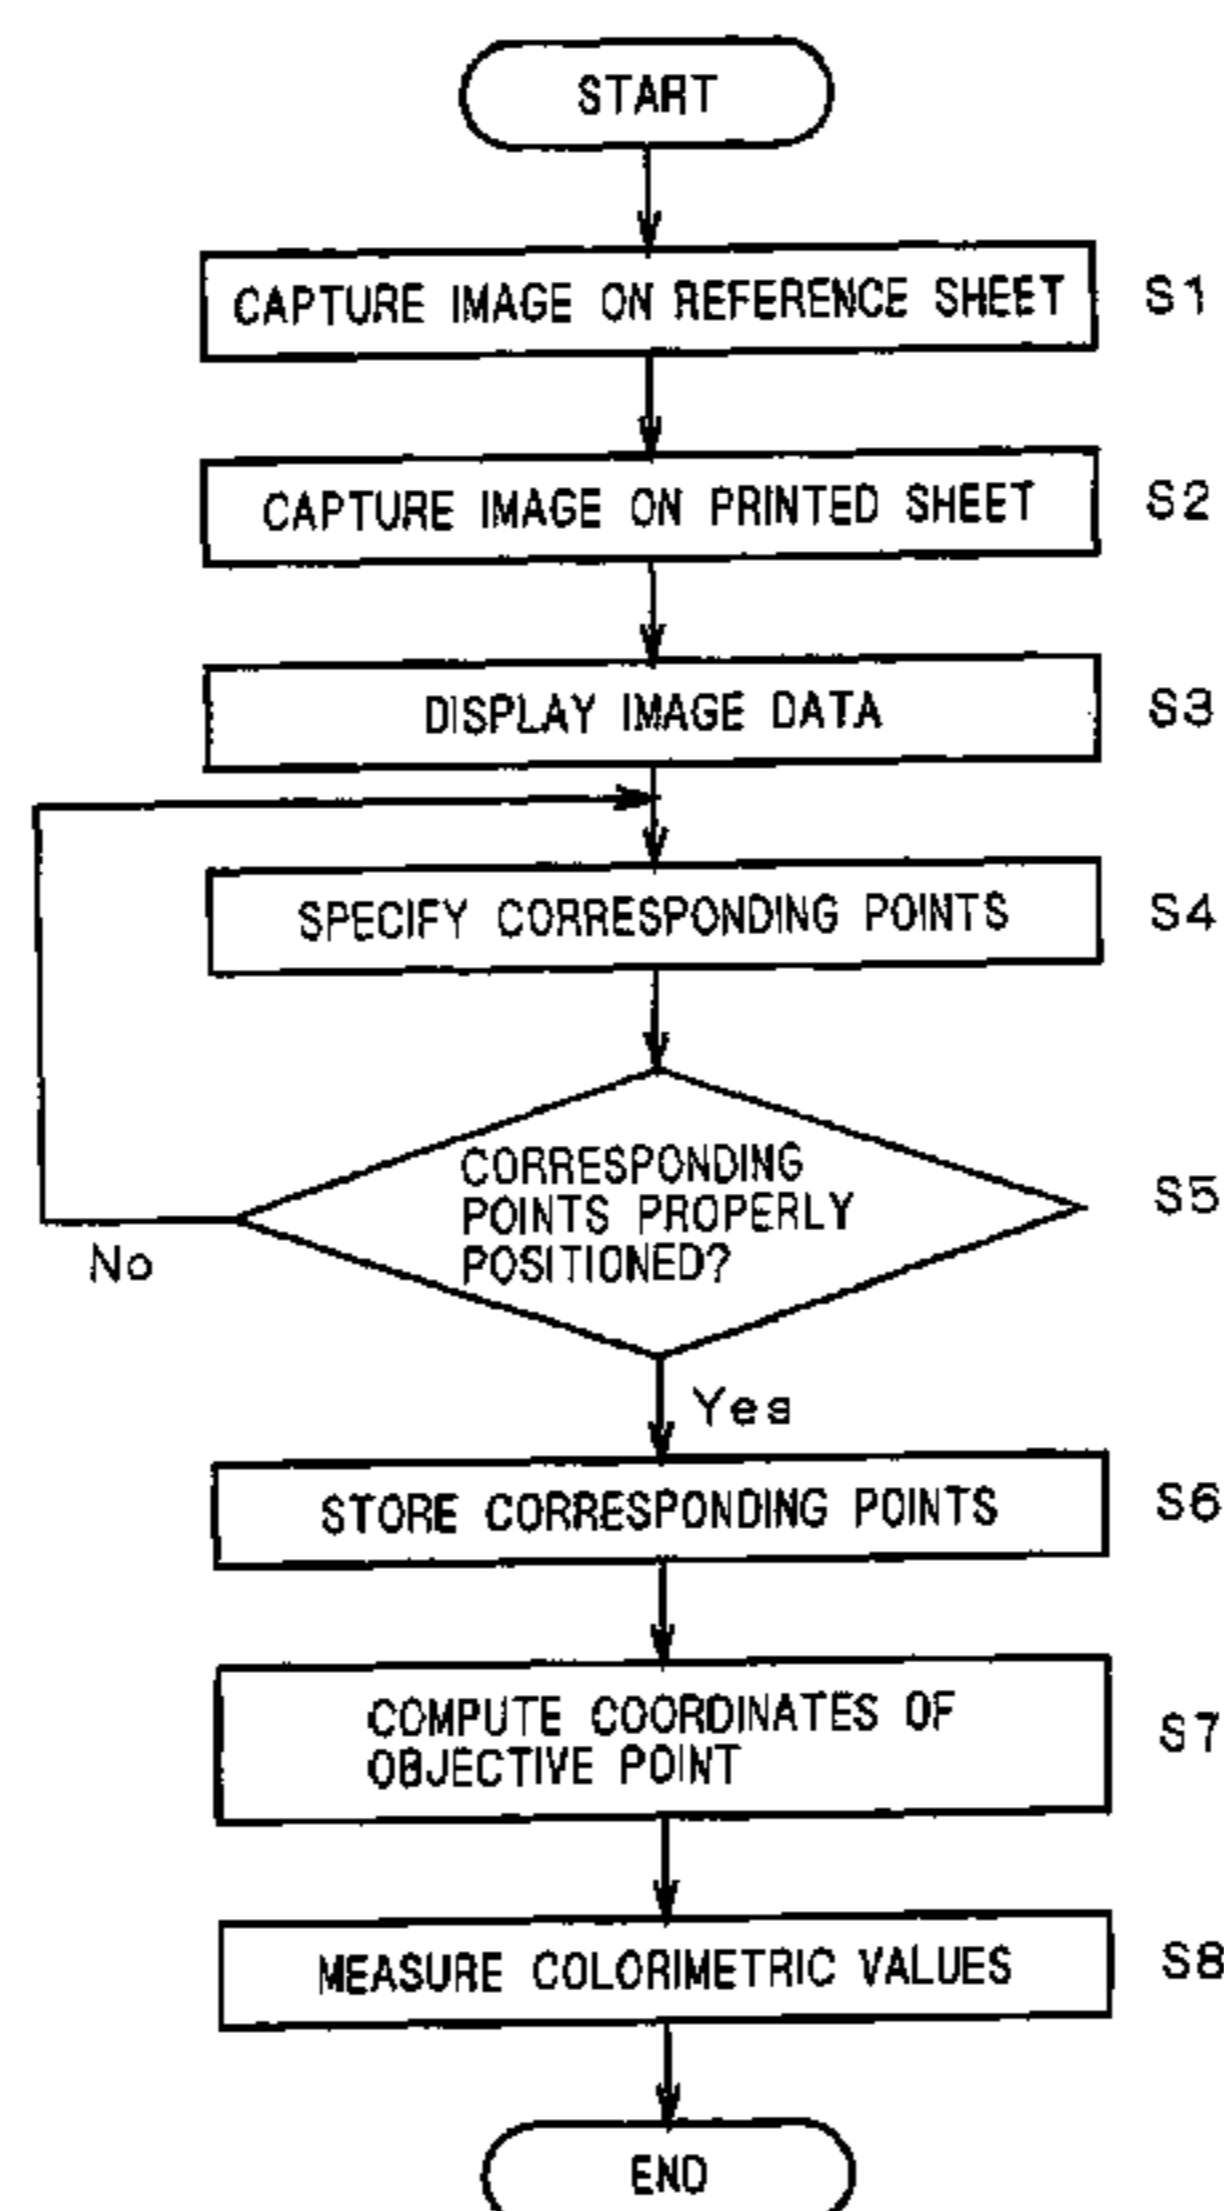 START
CAPTURE IMAGE ON REFERENCE SHEET S1
CAPTURE IMAGE ON PRINTED SHEET S2
DISPLAY IMAGE DATA S3
SPECIFY CORRESPONDING POINTS S4
CORRESPONDING
POINTS PROPERLY S5
POSITIONED?
No
Yes
STORE CORRESPONDING POINTS S6
COMPUTE COORDINATES OF
OBJECTIVE POINT
S7
MEASURE COLORIMETRIC VALUES S8
END